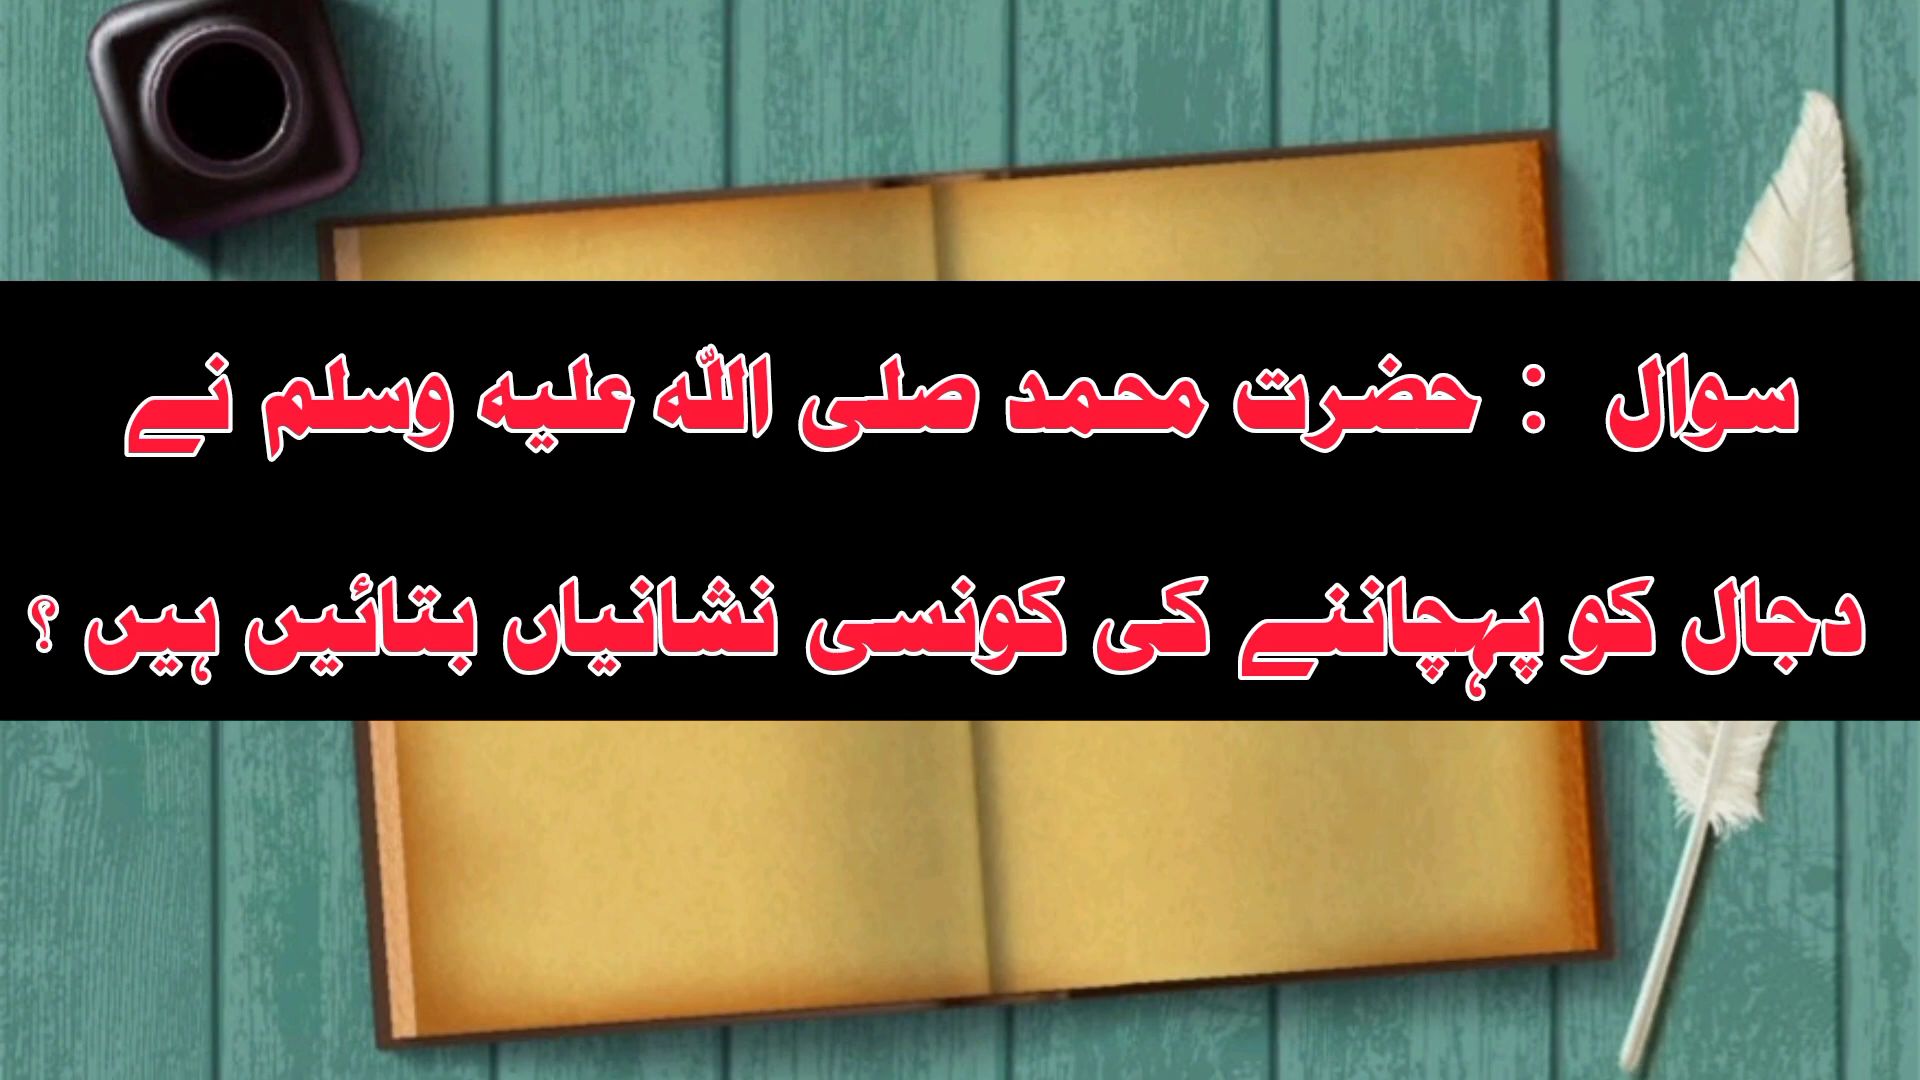 سوال : حضرت محمد صلی اللّٰہ علیہ وسلم نے
دجال کو پہچاننے کی کونسی نشانیاں بتائیں ہیں ؟